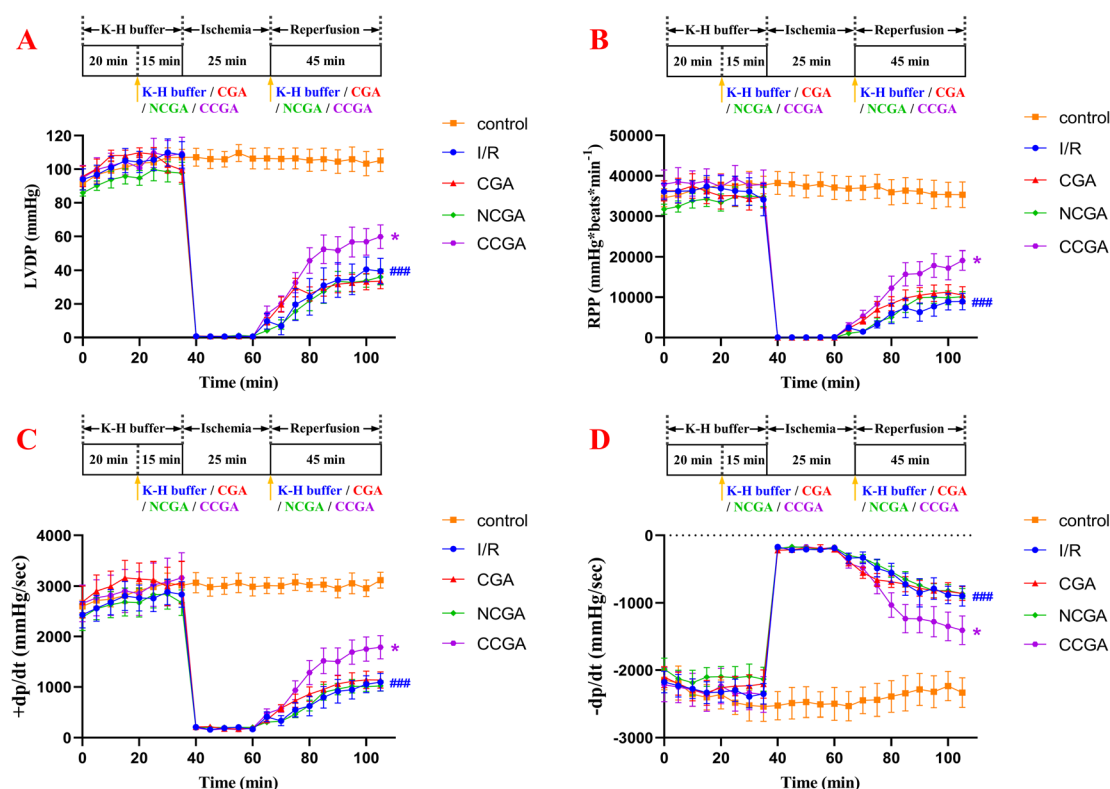 A
K-H buffer Ischemia Reperfusion
20 min 15 min 25 min 45 min
K-H buffer / CGA K-H buffer / CGA
/ NCGA / CCGA / NCGA / CCGA
LVDP (mmHg)
120
100
80
60
40
20
0
0 20 40 60 80 100
Time (min)
*
###
control
I/R
CGA
NCGA
CCGA
B
K-H buffer Ischemia Reperfusion
20 min 15 min 25 min 45 min
K-H buffer / CGA K-H buffer / CGA
/ NCGA / CCGA / NCGA / CCGA
RPP (mmHg*beats*min⁻¹)
50000
40000
30000
20000
10000
0
0 20 40 60 80 100
Time (min)
*
###
control
I/R
CGA
NCGA
CCGA
C
K-H buffer Ischemia Reperfusion
20 min 15 min 25 min 45 min
K-H buffer / CGA K-H buffer / CGA
/ NCGA / CCGA / NCGA / CCGA
+dp/dt (mmHg/sec)
4000
3000
2000
1000
0
0 20 40 60 80 100
Time (min)
*
###
control
I/R
CGA
NCGA
CCGA
D
K-H buffer Ischemia Reperfusion
20 min 15 min 25 min 45 min
K-H buffer / CGA K-H buffer / CGA
/ NCGA / CCGA / NCGA / CCGA
-dp/dt (mmHg/sec)
0
-1000
-2000
-3000
0 20 40 60 80 100
Time (min)
###
*
control
I/R
CGA
NCGA
CCGA